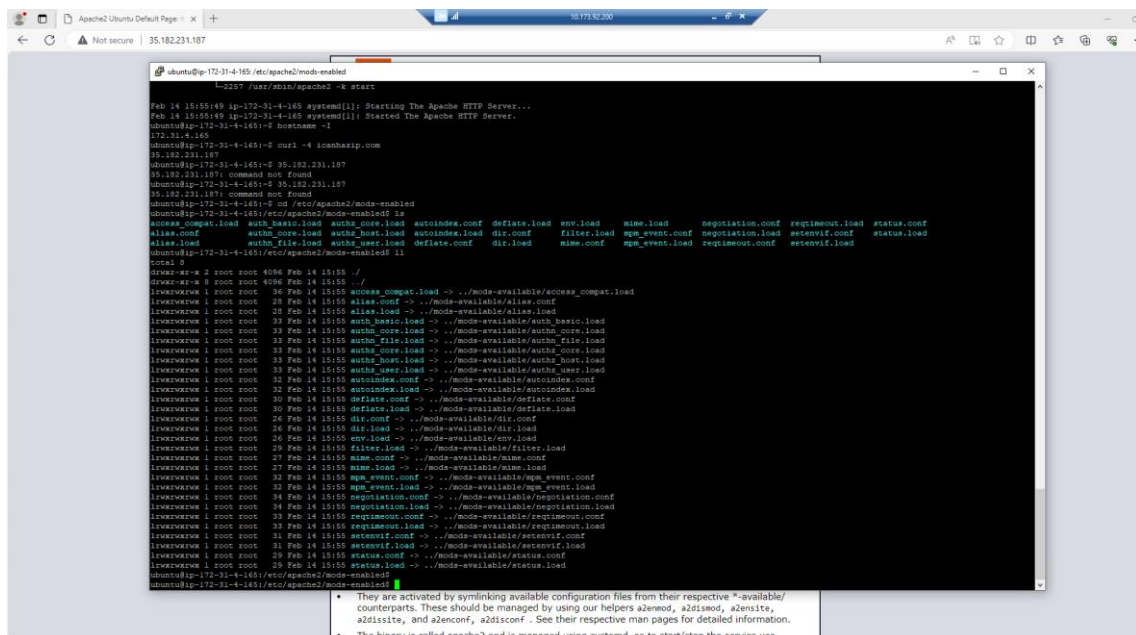 Apache2 Ubuntu Default Page: It
10.173.92.200
Not secure
35.182.231.187
ubuntu@ip-172-31-4-165: /etc/apache2/mods-enabled
└─2257 /usr/sbin/apache2 -k start
Feb 14 15:55:49 ip-172-31-4-165 systemd[1]: Starting The Apache HTTP Server...
Feb 14 15:55:49 ip-172-31-4-165 systemd[1]: Started The Apache HTTP Server.
ubuntu@ip-172-31-4-165:~$ hostname -I
172.31.4.165
ubuntu@ip-172-31-4-165:~$ curl -4 icanhazip.com
35.182.231.187
ubuntu@ip-172-31-4-165:~$ 35.182.231.187
35.182.231.187: command not found
ubuntu@ip-172-31-4-165:~$ 35.182.231.187
35.182.231.187: command not found
ubuntu@ip-172-31-4-165:~$ cd /etc/apache2/mods-enabled
ubuntu@ip-172-31-4-165:/etc/apache2/mods-enabled$ ls
access_compat.load auth_basic.load authz_core.load autoindex.conf deflate.load env.load mime.load negotiation.conf reqtimeout.load status.conf
alias.conf authn_core.load authz_host.load autoindex.load dir.conf filter.load mpm_event.conf negotiation.load setenvif.conf status.load
alias.load authn_file.load authz_user.load deflate.conf dir.load mime.conf mpm_event.load reqtimeout.conf setenvif.load
ubuntu@ip-172-31-4-165:/etc/apache2/mods-enabled$ ll
total 8
drwxr-xr-x 2 root root 4096 Feb 14 15:55 ./
drwxr-xr-x 8 root root 4096 Feb 14 15:55 ../
lrwxrwxrwx 1 root root 36 Feb 14 15:55 access_compat.load -> ../mods-available/access_compat.load
lrwxrwxrwx 1 root root 28 Feb 14 15:55 alias.conf -> ../mods-available/alias.conf
lrwxrwxrwx 1 root root 28 Feb 14 15:55 alias.load -> ../mods-available/alias.load
lrwxrwxrwx 1 root root 33 Feb 14 15:55 auth_basic.load -> ../mods-available/auth_basic.load
lrwxrwxrwx 1 root root 33 Feb 14 15:55 authn_core.load -> ../mods-available/authn_core.load
lrwxrwxrwx 1 root root 33 Feb 14 15:55 authn_file.load -> ../mods-available/authn_file.load
lrwxrwxrwx 1 root root 33 Feb 14 15:55 authz_core.load -> ../mods-available/authz_core.load
lrwxrwxrwx 1 root root 33 Feb 14 15:55 authz_host.load -> ../mods-available/authz_host.load
lrwxrwxrwx 1 root root 33 Feb 14 15:55 authz_user.load -> ../mods-available/authz_user.load
lrwxrwxrwx 1 root root 32 Feb 14 15:55 autoindex.conf -> ../mods-available/autoindex.conf
lrwxrwxrwx 1 root root 32 Feb 14 15:55 autoindex.load -> ../mods-available/autoindex.load
lrwxrwxrwx 1 root root 30 Feb 14 15:55 deflate.conf -> ../mods-available/deflate.conf
lrwxrwxrwx 1 root root 30 Feb 14 15:55 deflate.load -> ../mods-available/deflate.load
lrwxrwxrwx 1 root root 26 Feb 14 15:55 dir.conf -> ../mods-available/dir.conf
lrwxrwxrwx 1 root root 26 Feb 14 15:55 dir.load -> ../mods-available/dir.load
lrwxrwxrwx 1 root root 26 Feb 14 15:55 env.load -> ../mods-available/env.load
lrwxrwxrwx 1 root root 29 Feb 14 15:55 filter.load -> ../mods-available/filter.load
lrwxrwxrwx 1 root root 27 Feb 14 15:55 mime.conf -> ../mods-available/mime.conf
lrwxrwxrwx 1 root root 27 Feb 14 15:55 mime.load -> ../mods-available/mime.load
lrwxrwxrwx 1 root root 32 Feb 14 15:55 mpm_event.conf -> ../mods-available/mpm_event.conf
lrwxrwxrwx 1 root root 32 Feb 14 15:55 mpm_event.load -> ../mods-available/mpm_event.load
lrwxrwxrwx 1 root root 34 Feb 14 15:55 negotiation.conf -> ../mods-available/negotiation.conf
lrwxrwxrwx 1 root root 34 Feb 14 15:55 negotiation.load -> ../mods-available/negotiation.load
lrwxrwxrwx 1 root root 33 Feb 14 15:55 reqtimeout.conf -> ../mods-available/reqtimeout.conf
lrwxrwxrwx 1 root root 33 Feb 14 15:55 reqtimeout.load -> ../mods-available/reqtimeout.load
lrwxrwxrwx 1 root root 31 Feb 14 15:55 setenvif.conf -> ../mods-available/setenvif.conf
lrwxrwxrwx 1 root root 31 Feb 14 15:55 setenvif.load -> ../mods-available/setenvif.load
lrwxrwxrwx 1 root root 29 Feb 14 15:55 status.conf -> ../mods-available/status.conf
lrwxrwxrwx 1 root root 29 Feb 14 15:55 status.load -> ../mods-available/status.load
ubuntu@ip-172-31-4-165:/etc/apache2/mods-enabled$
ubuntu@ip-172-31-4-165:/etc/apache2/mods-enabled$
• They are activated by symlinking available configuration files from their respective *-available/
counterparts. These should be managed by using our helpers a2enmod, a2dismod, a2ensite,
a2dissite, and a2enconf, a2disconf . See their respective man pages for detailed information.